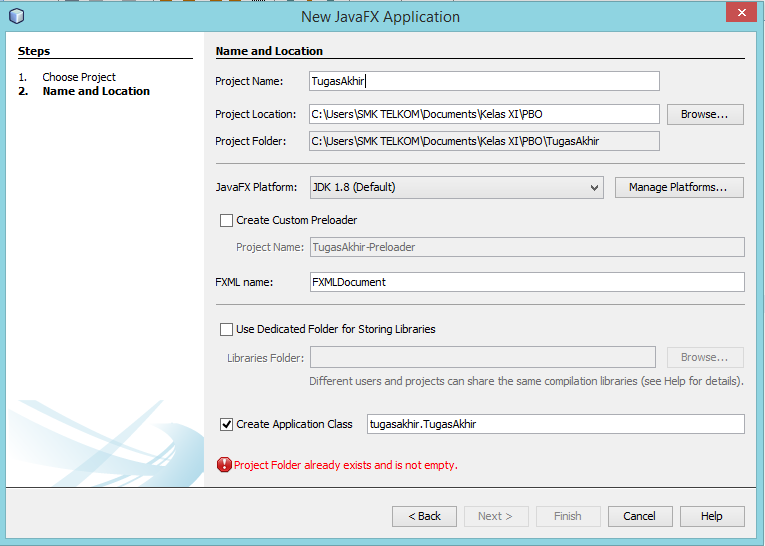 New JavaFX Application
Steps
1. Choose Project
2. Name and Location
Name and Location
Project Name: TugasAkhir
Project Location: C:\Users\SMK TELKOM\Documents\Kelas XI\PBO Browse...
Project Folder: C:\Users\SMK TELKOM\Documents\Kelas XI\PBO\TugasAkhir
JavaFX Platform: JDK 1.8 (Default) Manage Platforms...
Create Custom Preloader
Project Name: TugasAkhir-Preloader
FXML name: FXMLDocument
Use Dedicated Folder for Storing Libraries
Libraries Folder: Browse...
Different users and projects can share the same compilation libraries (see Help for details).
Create Application Class tugasakhir.TugasAkhir
Project Folder already exists and is not empty.
< Back Next > Finish Cancel Help